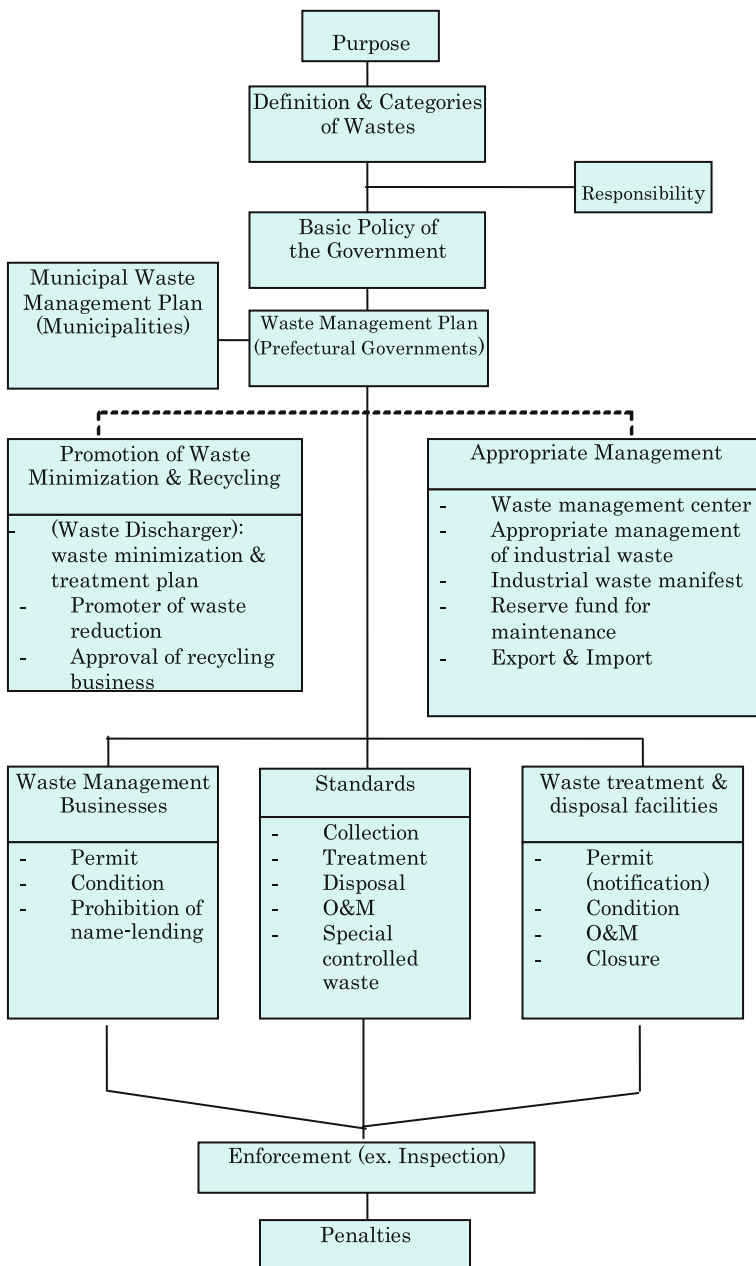 Purpose
Definition & Categories
of Wastes
Responsibility
Basic Policy of
the Government
Municipal Waste
Management Plan
(Municipalities)
Waste Management Plan
(Prefectural Governments)
Promotion of Waste
Minimization & Recycling
- (Waste Discharger):
waste minimization &
treatment plan
- Promoter of waste
reduction
- Approval of recycling
business
Appropriate Management
- Waste management center
- Appropriate management
of industrial waste
- Industrial waste manifest
- Reserve fund for
maintenance
- Export & Import
Waste Management
Businesses
- Permit
- Condition
- Prohibition of
name-lending
Standards
- Collection
- Treatment
- Disposal
- O&M
- Special
controlled
waste
Waste treatment &
disposal facilities
- Permit
(notification)
- Condition
- O&M
- Closure
Enforcement (ex. Inspection)
Penalties